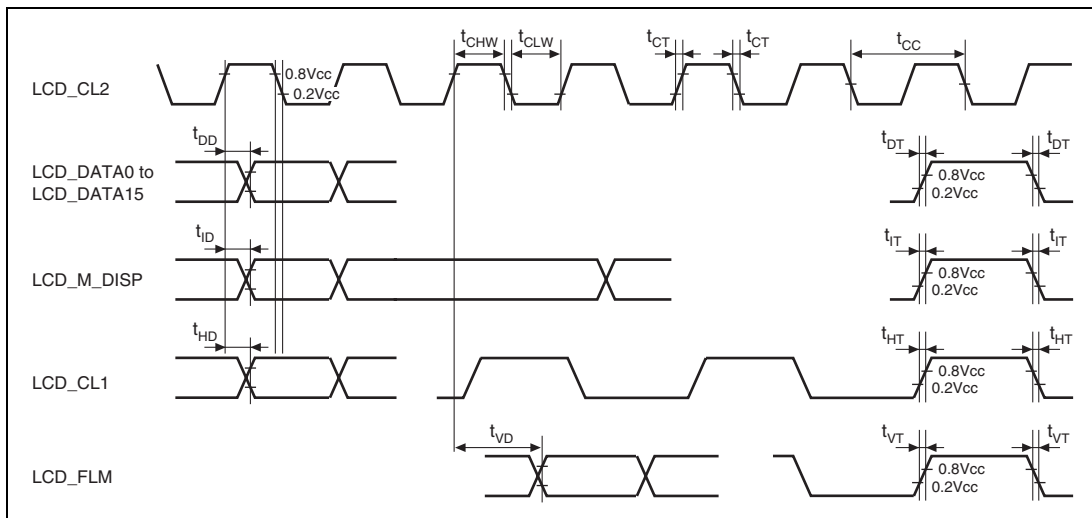 tCHW tCLW tCT tCT tCC
LCD_CL2
0.8Vcc
0.2Vcc
tDD tDT tDT
LCD_DATA0 to
LCD_DATA15
0.8Vcc
0.2Vcc
tID tIT tIT
LCD_M_DISP
0.8Vcc
0.2Vcc
tHD tHT tHT
LCD_CL1
0.8Vcc
0.2Vcc
tVD tVT tVT
LCD_FLM
0.8Vcc
0.2Vcc